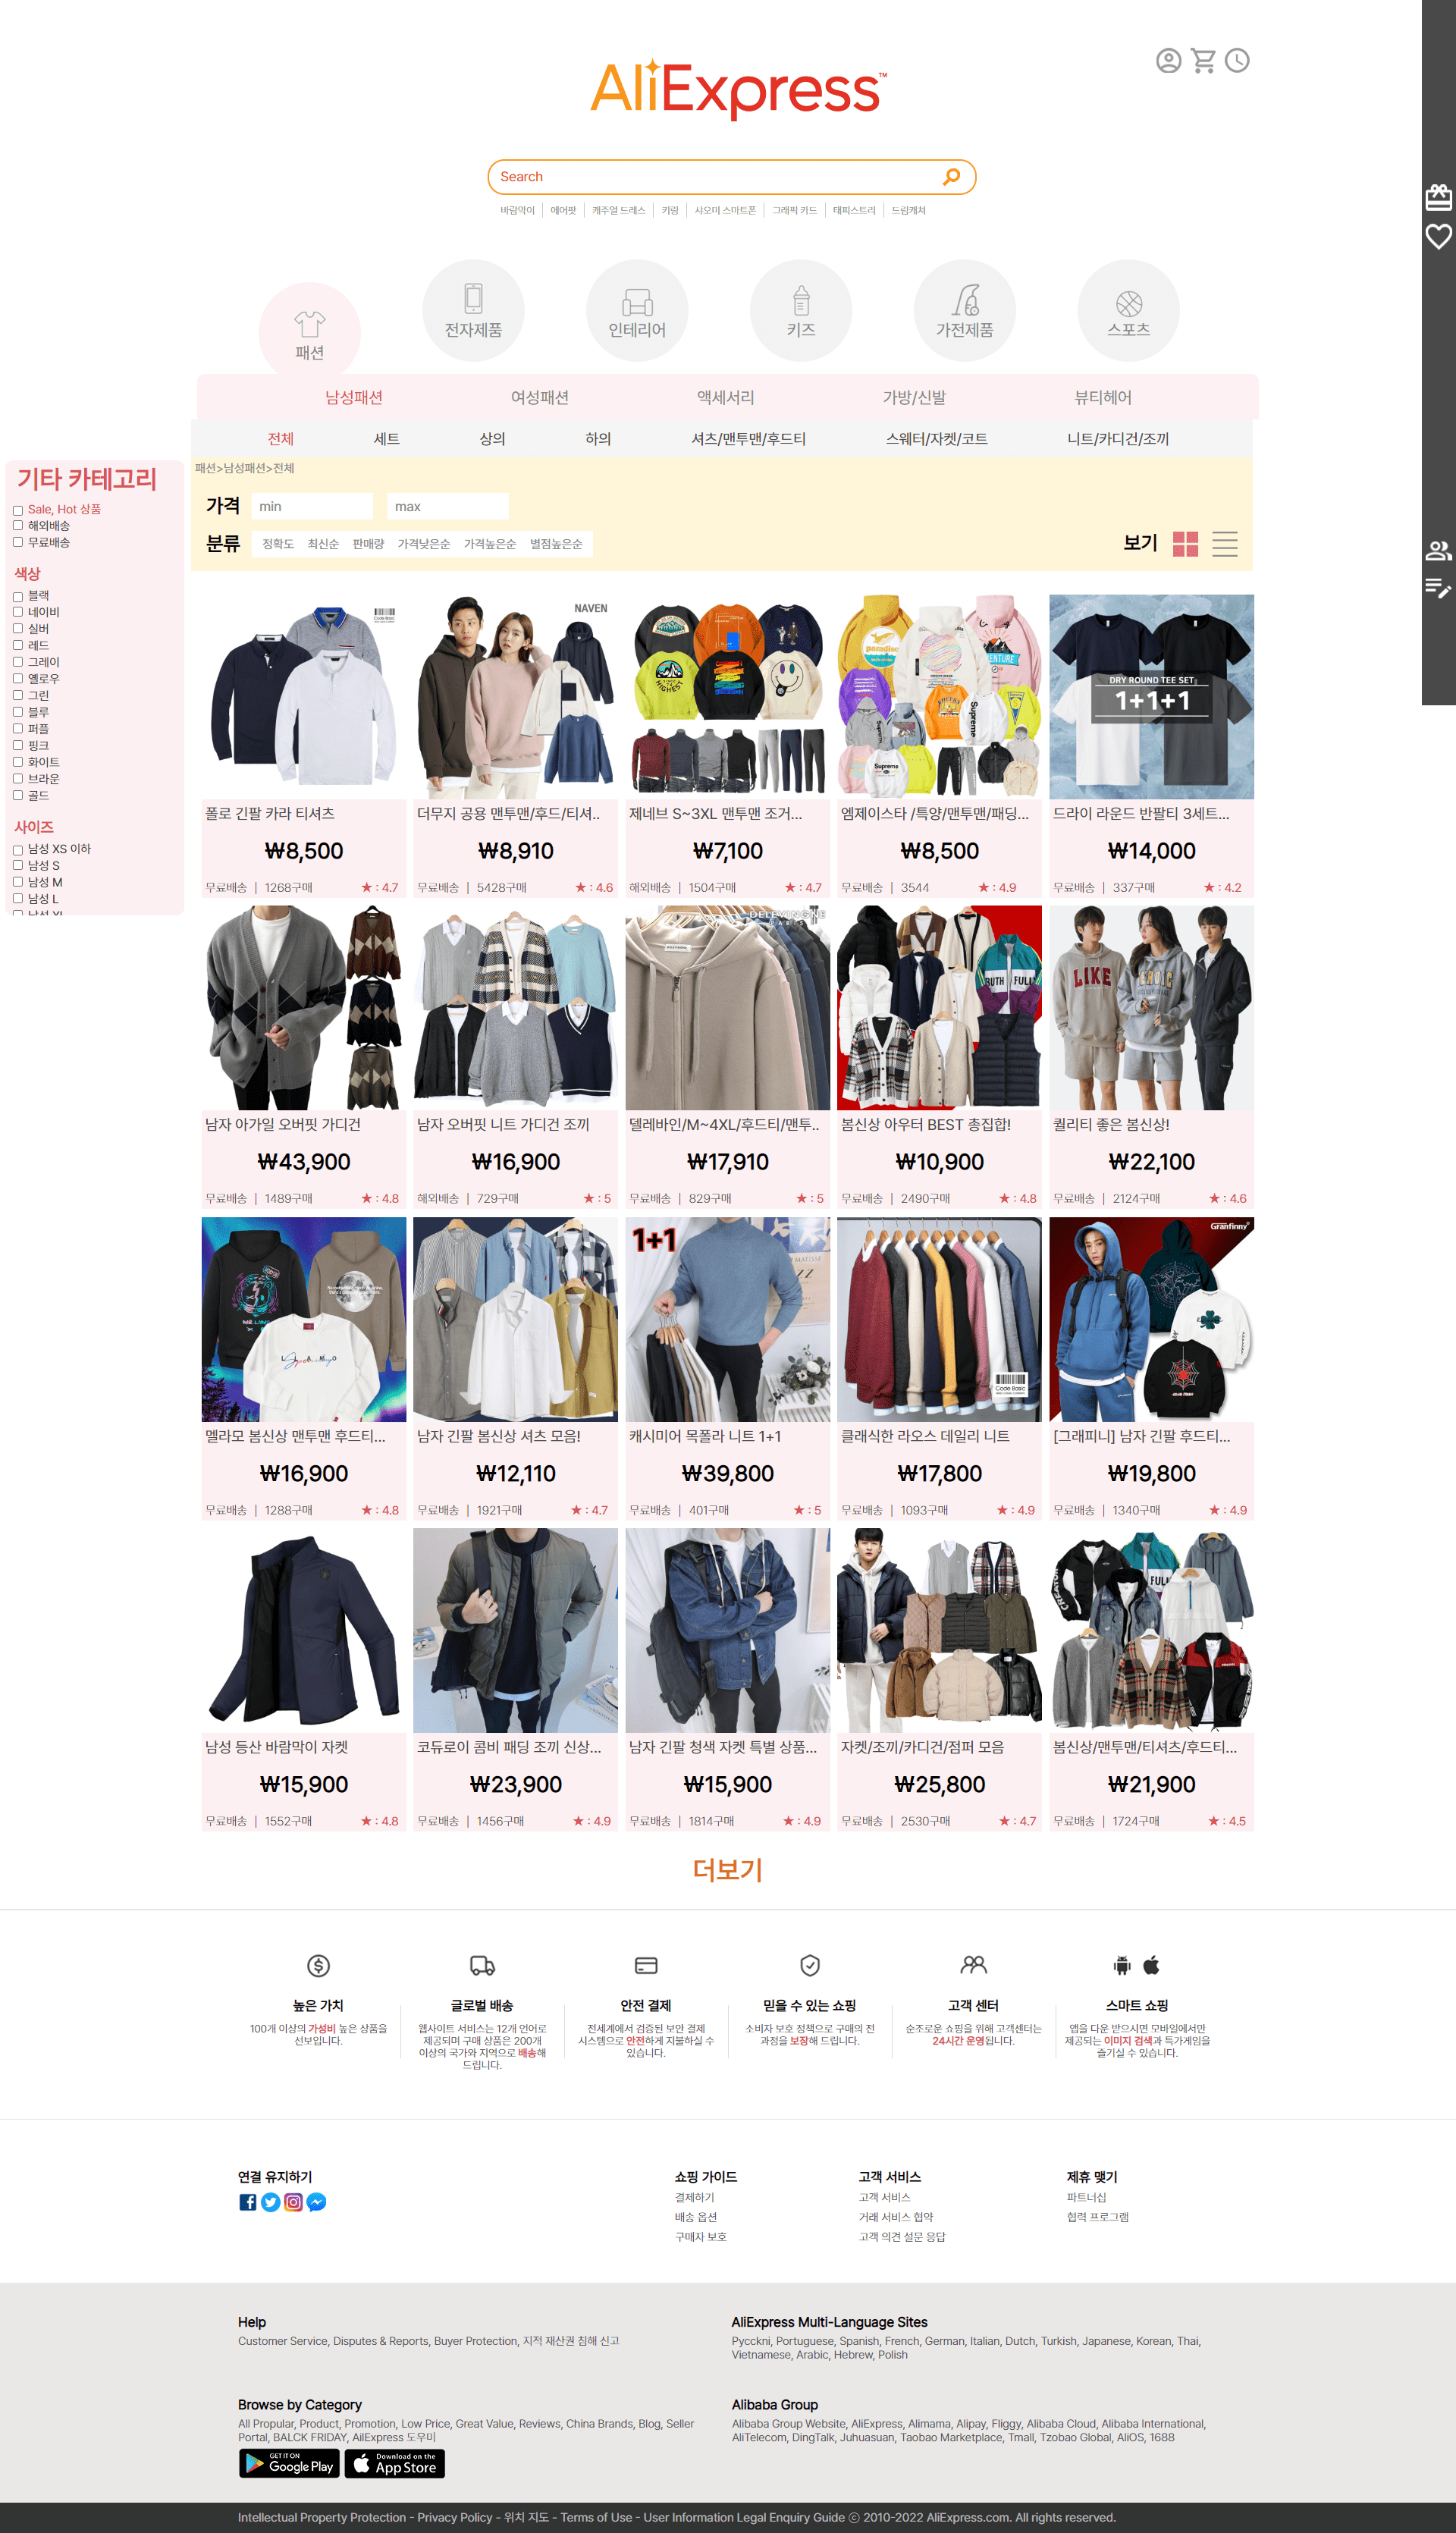 AliExpress™
Search
바람막이 에어팟 캐주얼 드레스 키링 샤오미 스마트폰 그래픽 카드 태피스트리 드림캐쳐
패션 전자제품 인테리어 키즈 가전제품 스포츠
남성패션 여성패션 액세서리 가방/신발 뷰티헤어
전체 세트 상의 하의 셔츠/맨투맨/후드티 스웨터/자켓/코트 니트/카디건/조끼
패션>남성패션>전체
가격 min max
분류 정확도 최신순 판매량 가격낮은순 가격높은순 별점높은순 보기
기타 카테고리
Sale, Hot 상품
해외배송
무료배송
색상
블랙
네이비
실버
레드
그레이
옐로우
그린
블루
퍼플
핑크
화이트
브라운
골드
사이즈
남성 XS 이하
남성 S
남성 M
남성 L
남성 XL
Code Basic
NAVEN
HIGHEST
paradise
Supreme
Supreme
DRY ROUND TEE SET
1+1+1
폴로 긴팔 카라 티셔츠 더무지 공용 맨투맨/후드/티셔.. 제네브 S~3XL 맨투맨 조거... 엠제이스타 /특양/맨투맨/패딩... 드라이 라운드 반팔티 3세트...
₩8,500 ₩8,910 ₩7,100 ₩8,500 ₩14,000
무료배송 | 1268구매 ★ : 4.7 무료배송 | 5428구매 ★ : 4.6 해외배송 | 1504구매 ★ : 4.7 무료배송 | 3544 ★ : 4.9 무료배송 | 337구매 ★ : 4.2
DELEVINGNE
PARIS
LIKE
남자 아가일 오버핏 가디건 남자 오버핏 니트 가디건 조끼 델레바인/M~4XL/후드티/맨투.. 봄신상 아우터 BEST 총집합! 퀄리티 좋은 봄신상!
₩43,900 ₩16,900 ₩17,910 ₩10,900 ₩22,100
무료배송 | 1489구매 ★ : 4.8 해외배송 | 729구매 ★ : 5 무료배송 | 829구매 ★ : 5 무료배송 | 2490구매 ★ : 4.8 무료배송 | 2124구매 ★ : 4.6
1+1
Code Basic
Granfinny
멜라모 봄신상 맨투맨 후드티... 남자 긴팔 봄신상 셔츠 모음! 캐시미어 목폴라 니트 1+1 클래식한 라오스 데일리 니트 [그래피니] 남자 긴팔 후드티...
₩16,900 ₩12,110 ₩39,800 ₩17,800 ₩19,800
무료배송 | 1288구매 ★ : 4.8 무료배송 | 1921구매 ★ : 4.7 무료배송 | 401구매 ★ : 5 무료배송 | 1093구매 ★ : 4.9 무료배송 | 1340구매 ★ : 4.9
남성 등산 바람막이 자켓 코듀로이 콤비 패딩 조끼 신상... 남자 긴팔 청색 자켓 특별 상품... 자켓/조끼/카디건/점퍼 모음 봄신상/맨투맨/티셔츠/후드티...
₩15,900 ₩23,900 ₩15,900 ₩25,800 ₩21,900
무료배송 | 1552구매 ★ : 4.8 무료배송 | 1456구매 ★ : 4.9 무료배송 | 1814구매 ★ : 4.9 무료배송 | 2530구매 ★ : 4.7 무료배송 | 1724구매 ★ : 4.5
더보기
높은 가치
100개 이상의 가성비 높은 상품을
선보입니다.
글로벌 배송
웹사이트 서비스는 12개 언어로
제공되며 구매 상품은 200개
이상의 국가와 지역으로 배송해
드립니다.
안전 결제
전세계에서 검증된 보안 결제
시스템으로 안전하게 지불하실 수
있습니다.
믿을 수 있는 쇼핑
소비자 보호 정책으로 구매의 전
과정을 보장해 드립니다.
고객 센터
순조로운 쇼핑을 위해 고객센터는
24시간 운영됩니다.
스마트 쇼핑
앱을 다운 받으시면 모바일에서만
제공되는 이미지 검색과 특가게임을
즐기실 수 있습니다.
연결 유지하기
쇼핑 가이드
결제하기
배송 옵션
구매자 보호
고객 서비스
고객 서비스
거래 서비스 협약
고객 의견 설문 응답
제휴 맺기
파트너십
협력 프로그램
Help
Customer Service, Disputes & Reports, Buyer Protection, 지적 재산권 침해 신고
AliExpress Multi-Language Sites
Pycckni, Portuguese, Spanish, French, German, Italian, Dutch, Turkish, Japanese, Korean, Thai,
Vietnamese, Arabic, Hebrew, Polish
Browse by Category
All Propular, Product, Promotion, Low Price, Great Value, Reviews, China Brands, Blog, Seller
Portal, BALCK FRIDAY, AilExpress 도우미
GET IT ON
Google Play
Download on the
App Store
Alibaba Group
Alibaba Group Website, AliExpress, Alimama, Alipay, Fliggy, Alibaba Cloud, Alibaba International,
AliTelecom, DingTalk, Juhuasuan, Taobao Marketplace, Tmall, Tzobao Global, AliOS, 1688
Intellectual Property Protection - Privacy Policy - 위치 지도 - Terms of Use - User Information Legal Enquiry Guide ⓒ 2010-2022 AliExpress.com. All rights reserved.